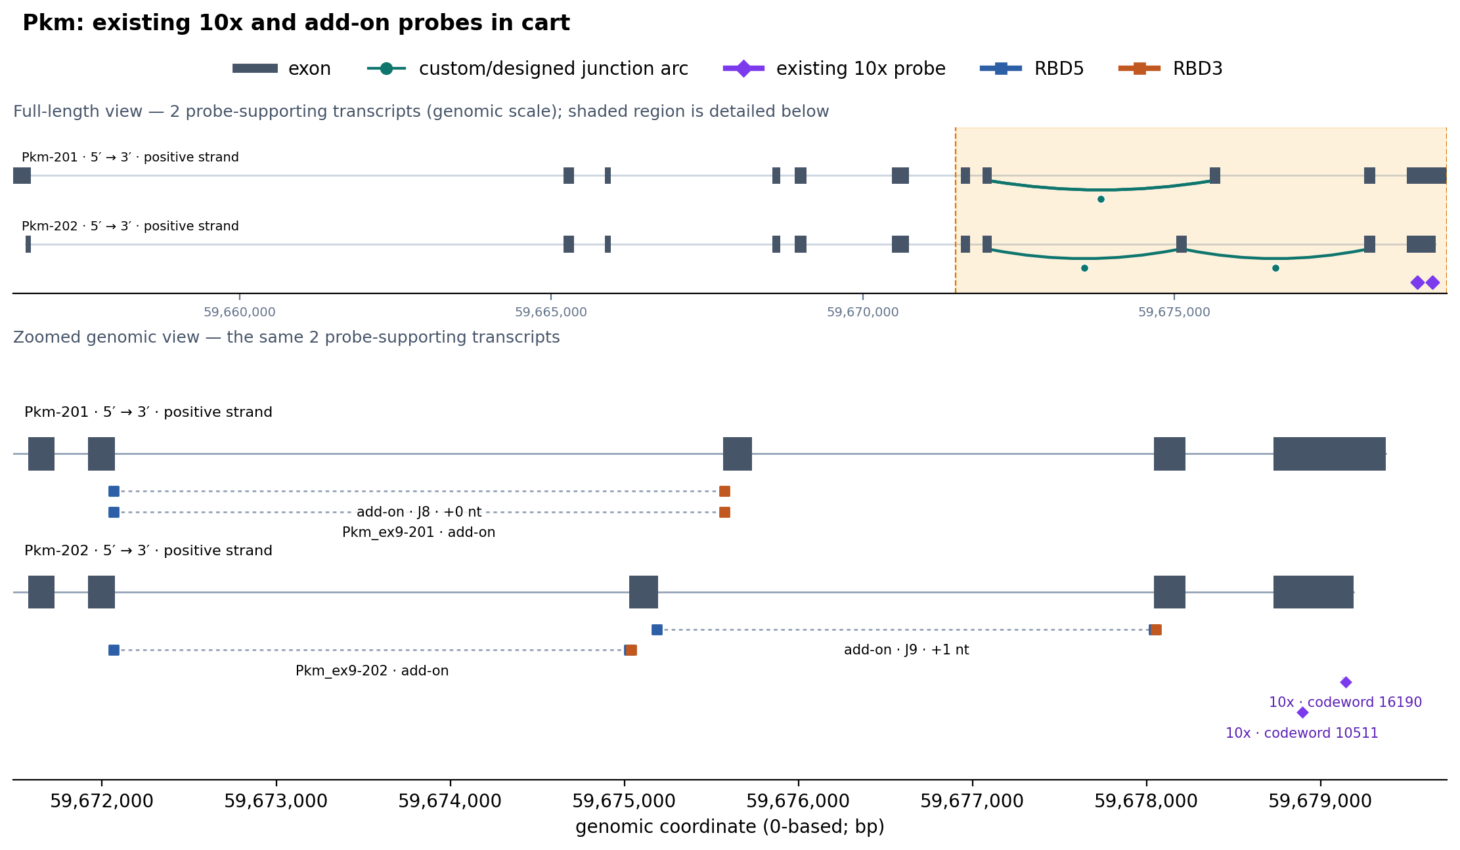 Pkm: existing 10x and add-on probes in cart
exon custom/designed junction arc existing 10x probe RBD5 RBD3
Full-length view — 2 probe-supporting transcripts (genomic scale); shaded region is detailed below
Pkm-201 · 5′ → 3′ · positive strand
Pkm-202 · 5′ → 3′ · positive strand
59,660,000 59,665,000 59,670,000 59,675,000
Zoomed genomic view — the same 2 probe-supporting transcripts
Pkm-201 · 5′ → 3′ · positive strand
add-on · J8 · +0 nt
Pkm_ex9-201 · add-on
Pkm-202 · 5′ → 3′ · positive strand
add-on · J9 · +1 nt
Pkm_ex9-202 · add-on
10x · codeword 16190
10x · codeword 10511
59,672,000 59,673,000 59,674,000 59,675,000 59,676,000 59,677,000 59,678,000 59,679,000
genomic coordinate (0-based; bp)